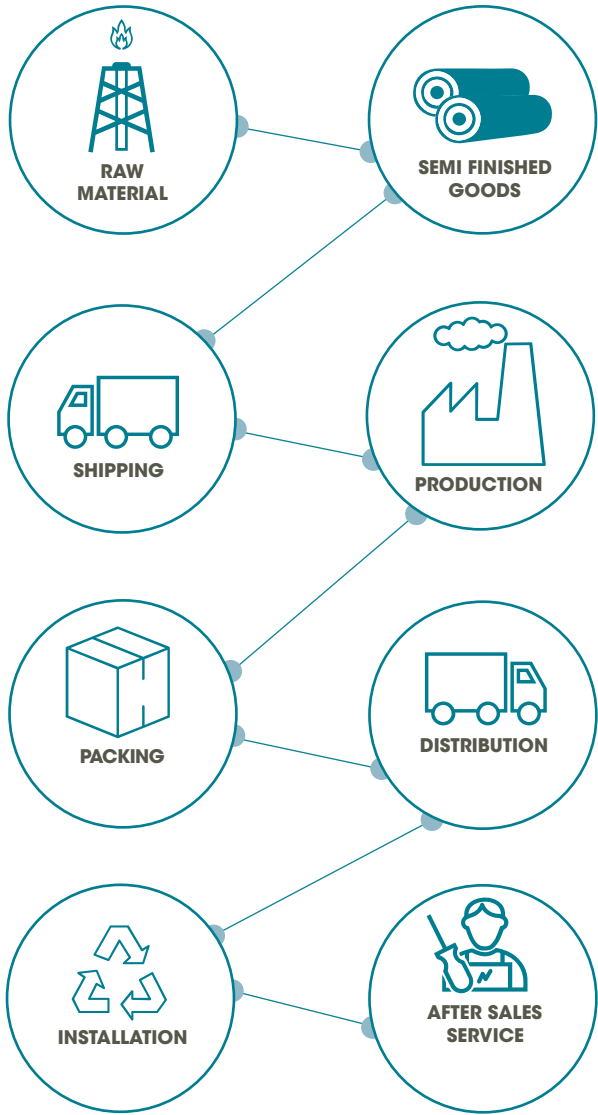 RAW
MATERIAL
SEMI FINISHED
GOODS
SHIPPING
PRODUCTION
PACKING
DISTRIBUTION
INSTALLATION
AFTER SALES
SERVICE